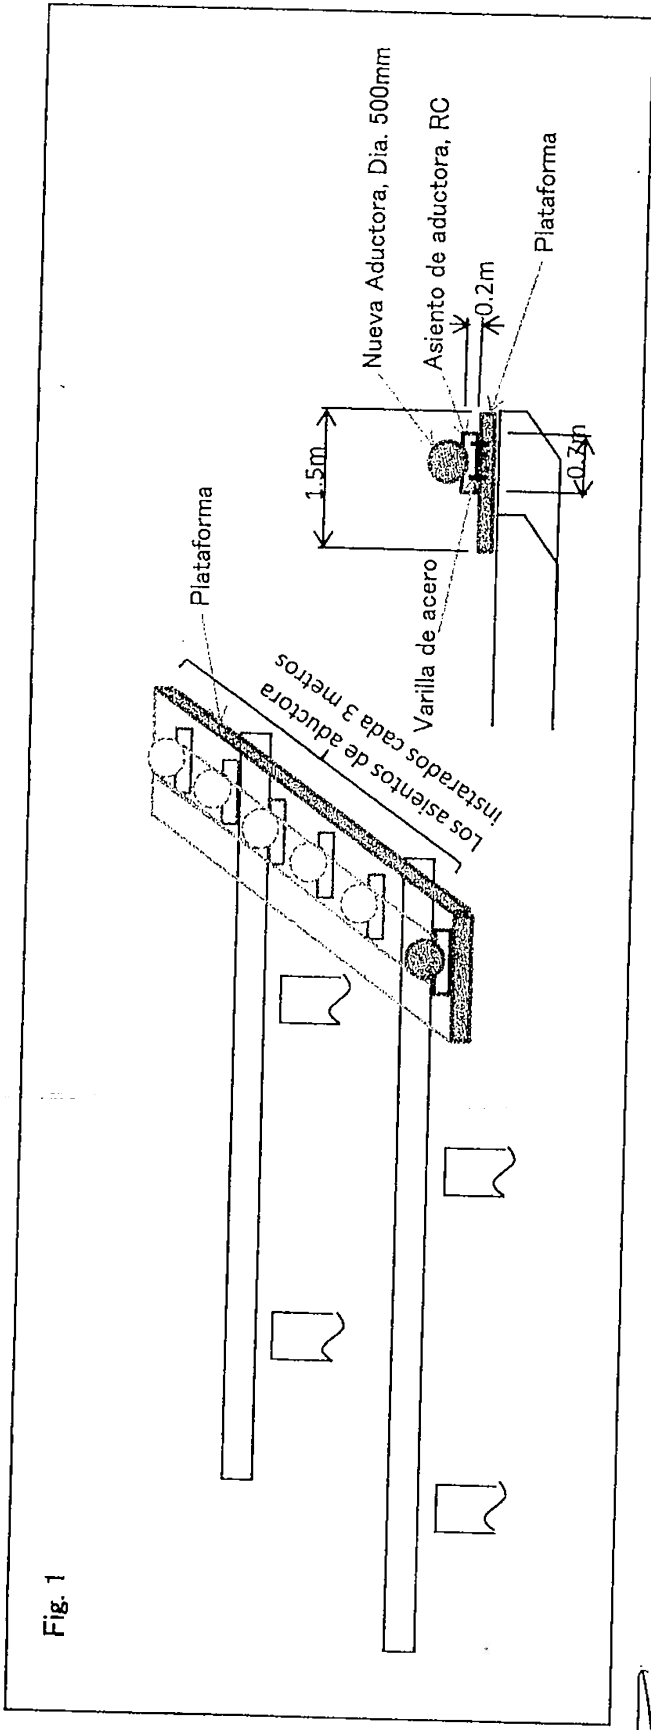 Fig. 1
Plataforma
Los asientos de aductora
instarados cada 3 metros
1.5m
Nueva Aductora, Dia. 500mm
Asiento de aductora, RC
0.2m
Varilla de acero
0.3m
Plataforma